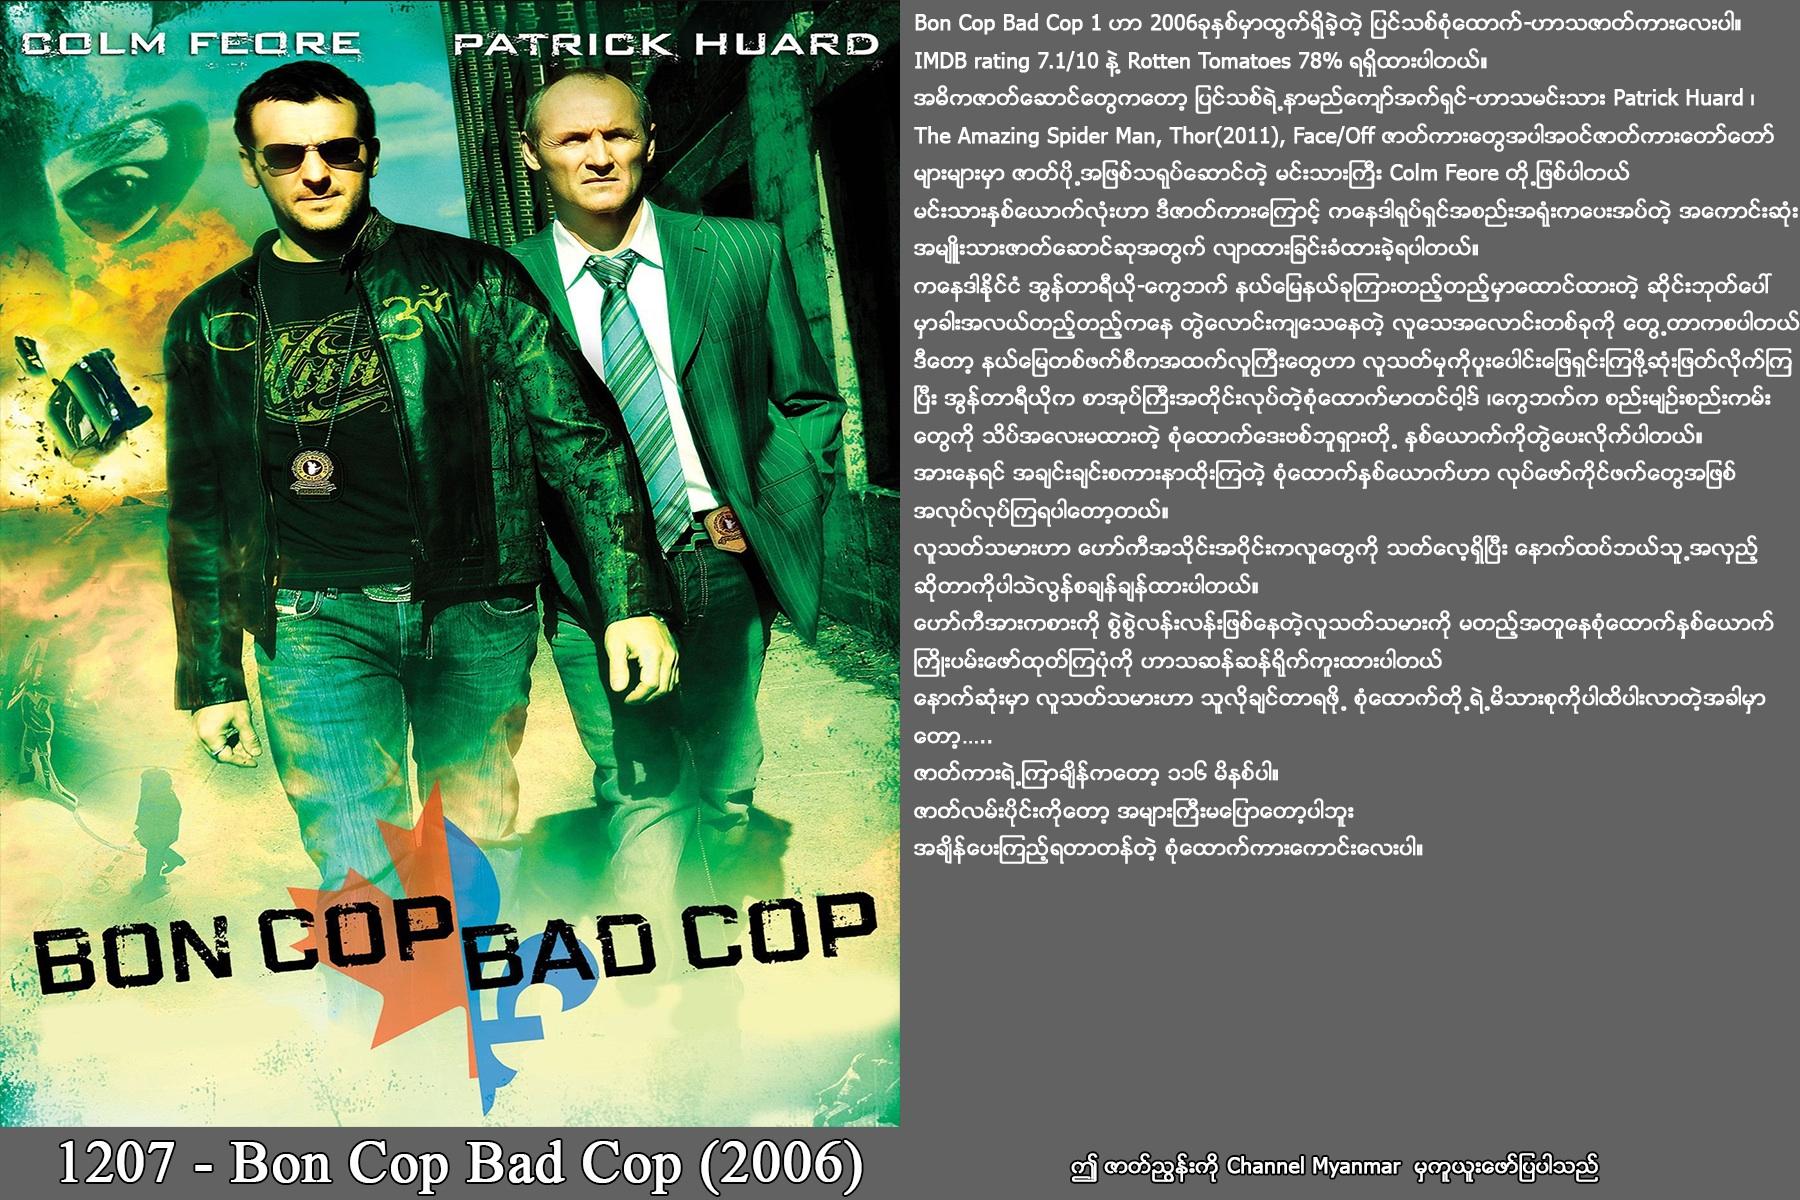 COLM FEORE PATRICK HUARD
BON COP BAD COP
1207 - Bon Cop Bad Cop (2006)
Bon Cop Bad Cop 1 ဟာ 2006ခုနှစ်မှာထွက်ရှိခဲ့တဲ့ ပြင်သစ်စုံထောက်-ဟာသဇာတ်ကားလေးပါ။
IMDB rating 7.1/10 နဲ့ Rotten Tomatoes 78% ရရှိထားပါတယ်။
အဓိကဇာတ်ဆောင်တွေကတော့ ပြင်သစ်ရဲ့နာမည်ကျော်အက်ရှင်-ဟာသမင်းသား Patrick Huard ၊
The Amazing Spider Man, Thor(2011), Face/Off ဇာတ်ကားတွေအပါအဝင်ဇာတ်ကားတော်တော်
များများမှာ ဇာတ်ပို့အဖြစ်သရုပ်ဆောင်တဲ့ မင်းသားကြီး Colm Feore တို့ဖြစ်ပါတယ်
မင်းသားနှစ်ယောက်လုံးဟာ ဒီဇာတ်ကားကြောင့် ကနေဒါရုပ်ရှင်အစည်းအရုံးကပေးအပ်တဲ့ အကောင်းဆုံး
အမျိူးသားဇာတ်ဆောင်ဆုအတွက် လျာထားခြင်းခံထားခဲ့ရပါတယ်။
ကနေဒါနိုင်ငံ အွန်တာရီယို-ကွေဘက် နယ်မြေနယ်ခုကြားတည့်တည့်မှာထောင်ထားတဲ့ ဆိုင်းဘုတ်ပေါ်
မှာခါးအလယ်တည့်တည့်ကနေ တွဲလောင်းကျသေနေတဲ့ လူသေအလောင်းတစ်ခုကို တွေ့တာကစပါတယ်
ဒီတော့ နယ်မြေတစ်ဖက်စီကအထက်လူကြီးတွေဟာ လူသတ်မှုကိုပူးပေါင်းဖြေရှင်းကြဖို့ဆုံးဖြတ်လိုက်ကြ
ပြီး အွန်တာရီယိုက စာအုပ်ကြီးအတိုင်းလုပ်တဲ့စုံထောက်မာတင်ဝါ့ဒ် ၊ကွေဘက်က စည်းမျဉ်းစည်းကမ်း
တွေကို သိပ်အလေးမထားတဲ့ စုံထောက်ဒေးဗစ်ဘူရှားတို့ နှစ်ယောက်ကိုတွဲပေးလိုက်ပါတယ်။
အားနေရင် အချင်းချင်းစကားနာထိုးကြတဲ့ စုံထောက်နှစ်ယောက်ဟာ လုပ်ဖော်ကိုင်ဖက်တွေအဖြစ်
အလုပ်လုပ်ကြရပါတော့တယ်။
လူသတ်သမားဟာ ဟော်ကီအသိုင်းအဝိုင်းကလူတွေကို သတ်လေ့ရှိပြီး နောက်ထပ်ဘယ်သူ့အလှည့်
ဆိုတာကိုပါသဲလွန်စချန်ချန်ထားပါတယ်။
ဟော်ကီအားကစားကို စွဲစွဲလန်းလန်းဖြစ်နေတဲ့လူသတ်သမားကို မတည့်အတူနေစုံထောက်နှစ်ယောက်
ကြိုးပမ်းဖော်ထုတ်ကြပုံကို ဟာသဆန်ဆန်ရိုက်ကူးထားပါတယ်
နောက်ဆုံးမှာ လူသတ်သမားဟာ သူလိုချင်တာရဖို့ စုံထောက်တို့ရဲ့မိသားစုကိုပါထိပါးလာတဲ့အခါမှာ
တော့.....
ဇာတ်ကားရဲ့ကြာချိန်ကတော့ ၁၁၆ မိနစ်ပါ။
ဇာတ်လမ်းပိုင်းကိုတော့ အများကြီးမပြောတော့ပါဘူး
အချိန်ပေးကြည့်ရတာတန်တဲ့ စုံထောက်ကားကောင်းလေးပါ။
ဤ ဇာတ်ညွှန်းကို Channel Myanmar မှကူယူးဖော်ပြပါသည်